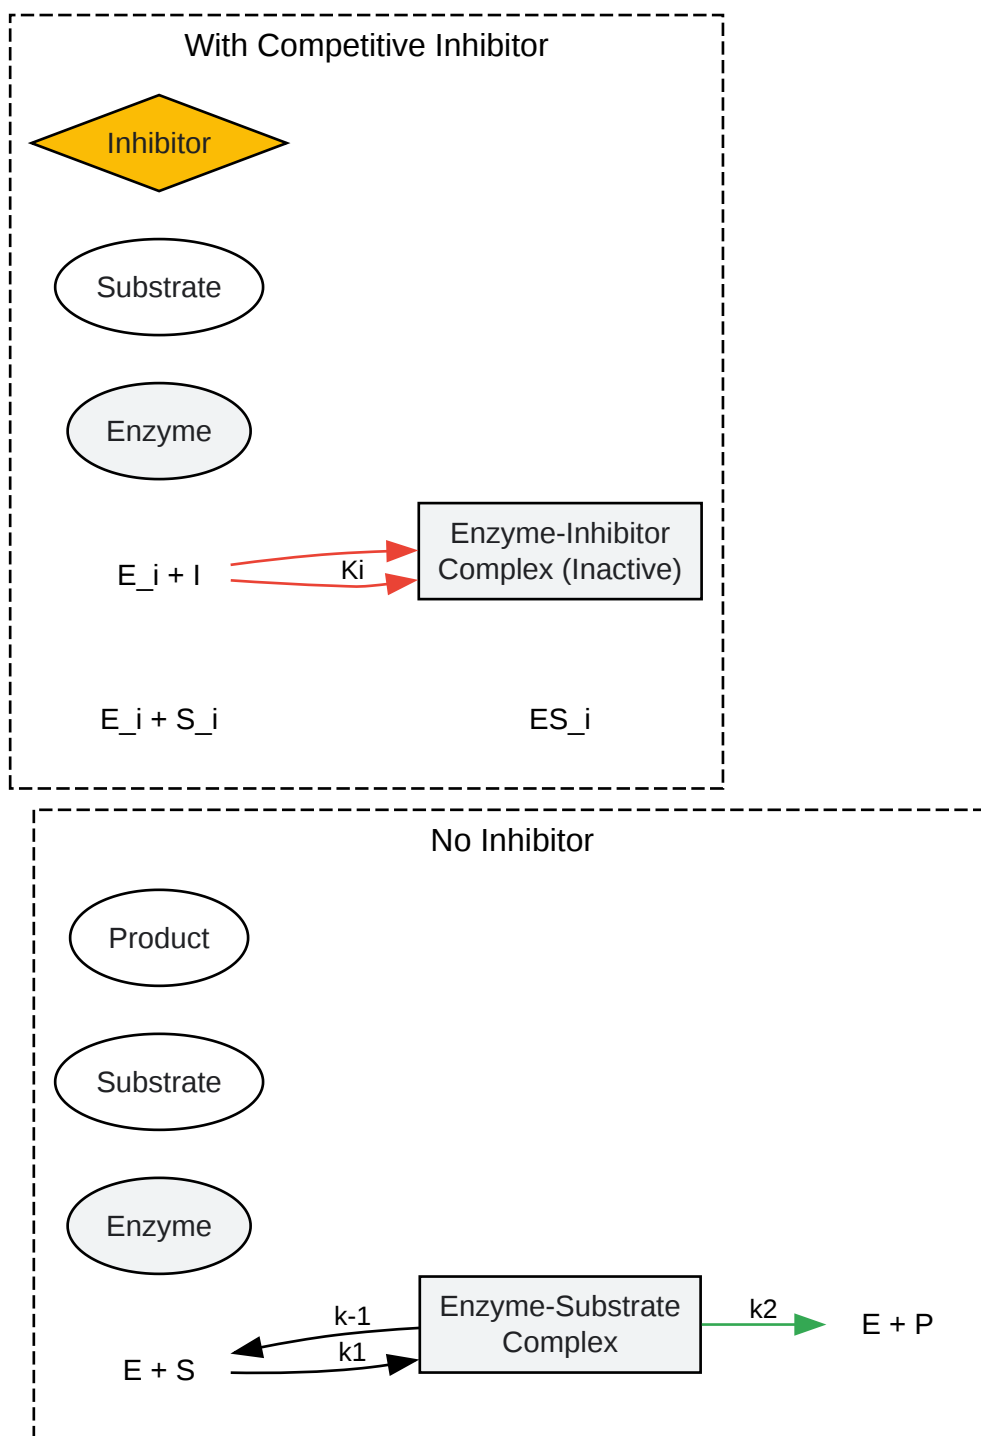 With Competitive Inhibitor
Inhibitor
Substrate
Enzyme
E_i + I
Ki
Enzyme-Inhibitor
Complex (Inactive)
E_i + S_i
ES_i
No Inhibitor
Product
Substrate
Enzyme
E + S
k-1
k1
Enzyme-Substrate
Complex
k2
E + P